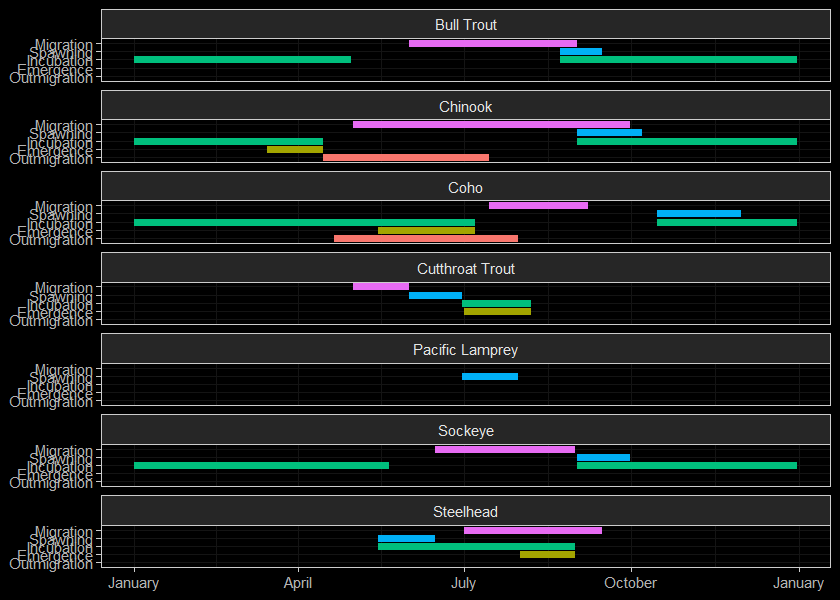 Bull Trout
Migration
Spawning
Incubation
Emergence
Outmigration
Chinook
Migration
Spawning
Incubation
Emergence
Outmigration
Coho
Migration
Spawning
Incubation
Emergence
Outmigration
Cutthroat Trout
Migration
Spawning
Incubation
Emergence
Outmigration
Pacific Lamprey
Migration
Spawning
Incubation
Emergence
Outmigration
Sockeye
Migration
Spawning
Incubation
Emergence
Outmigration
Steelhead
Migration
Spawning
Incubation
Emergence
Outmigration
January April July October January